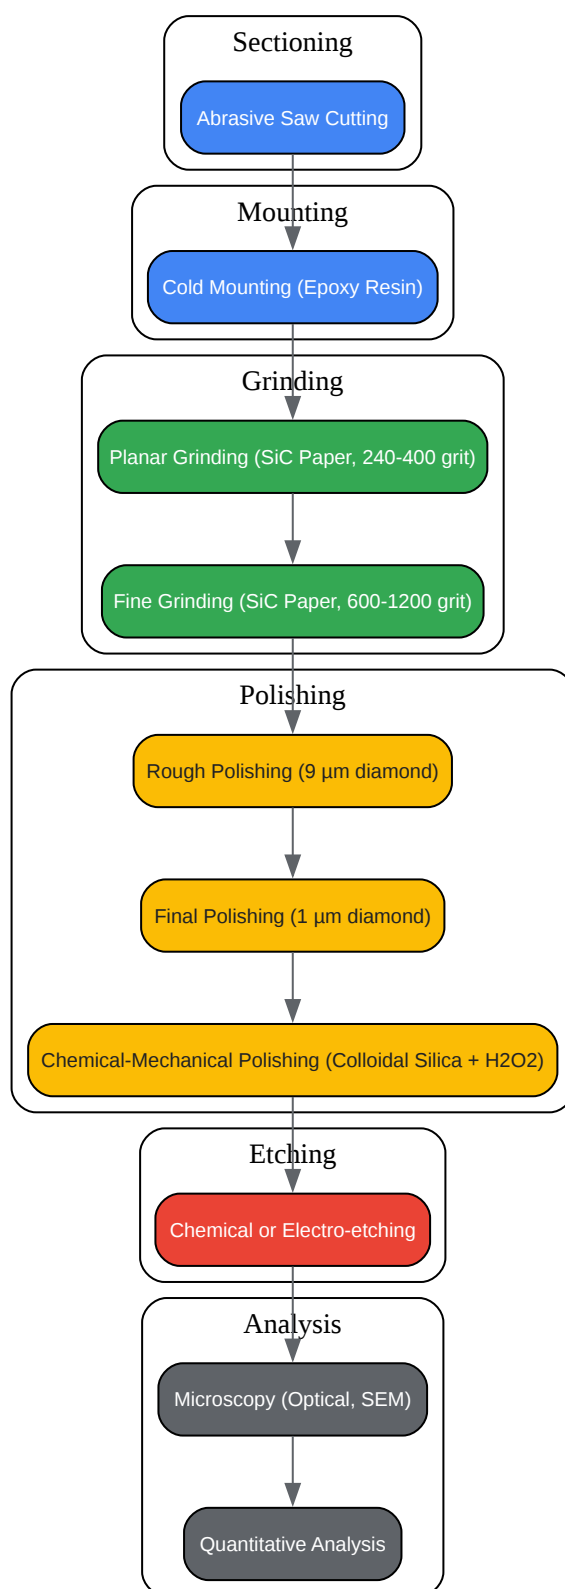 Sectioning
Abrasive Saw Cutting
Mounting
Cold Mounting (Epoxy Resin)
Grinding
Planar Grinding (SiC Paper, 240-400 grit)
Fine Grinding (SiC Paper, 600-1200 grit)
Polishing
Rough Polishing (9 µm diamond)
Final Polishing (1 µm diamond)
Chemical-Mechanical Polishing (Colloidal Silica + H2O2)
Etching
Chemical or Electro-etching
Analysis
Microscopy (Optical, SEM)
Quantitative Analysis